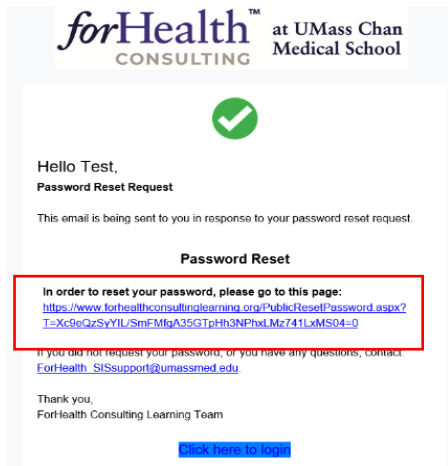 forHealth™ at UMass Chan
CONSULTING Medical School
Hello Test,
Password Reset Request
This email is being sent to you in response to your password reset request.
Password Reset
In order to reset your password, please go to this page:
https://www.forhealthconsultinglearning.org/PublicResetPassword.aspx?
T=Xc9eQzSyYIL/SmFMfgA35GTpHh3NPhxLMz741LxMS04=0
If you did not request your password, or you have any questions, contact:
ForHealth_SISsupport@umassmed.edu.
Thank you,
ForHealth Consulting Learning Team
Click here to login